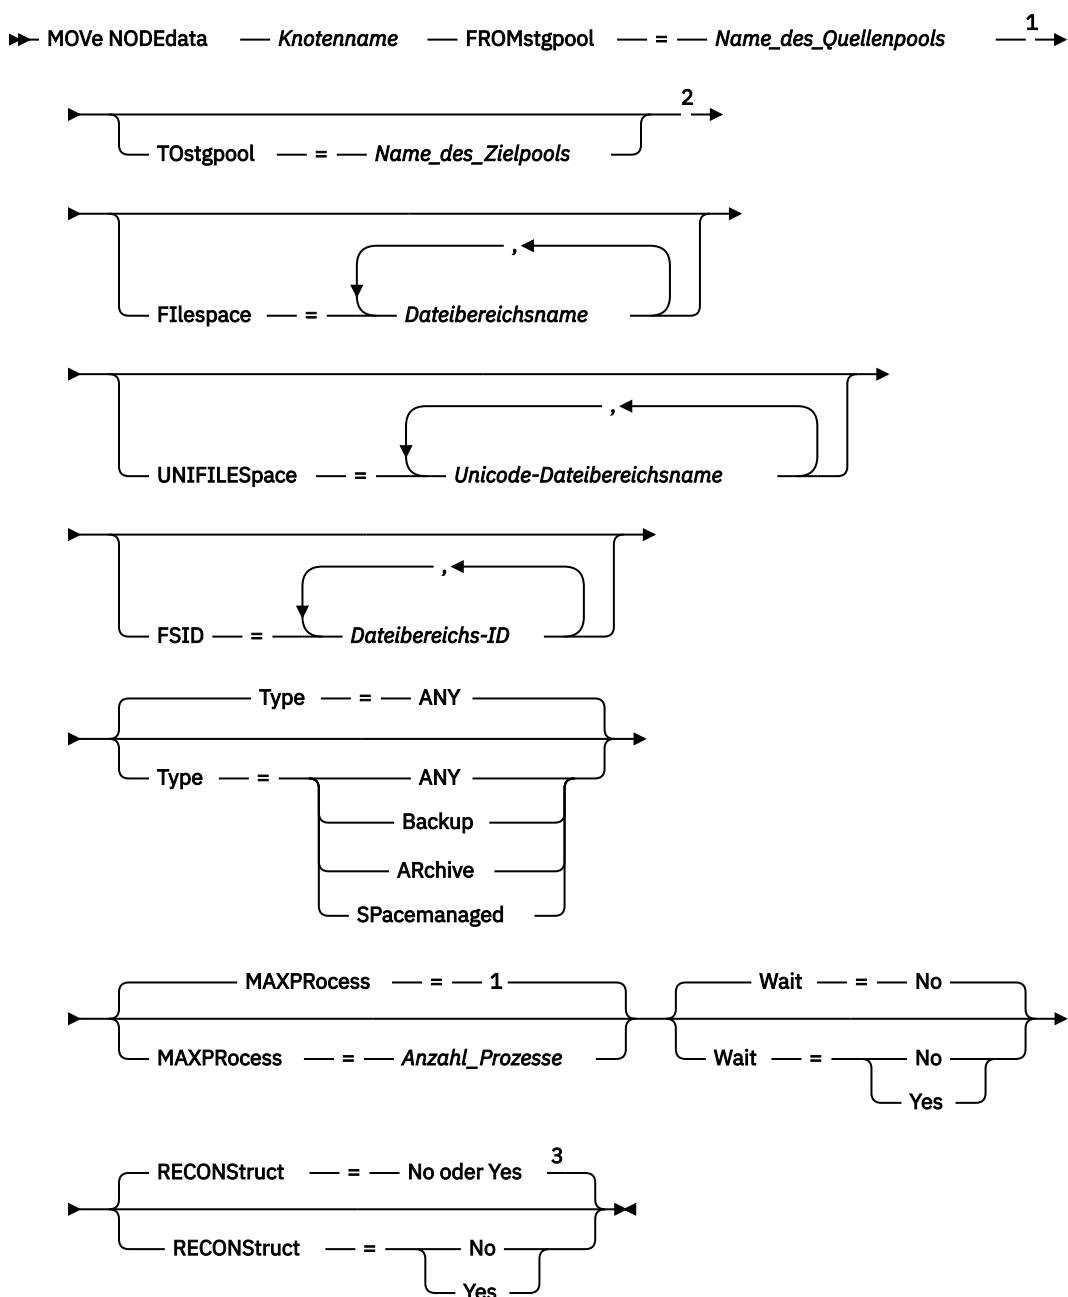 MOVe NODEdata Knotenname FROMstgpool = Name_des_Quellenpools 1
2
TOstgpool = Name_des_Zielpools
,
FIlespace = Dateibereichsname
,
UNIFILESpace = Unicode-Dateibereichsname
,
FSID = Dateibereichs-ID
Type = ANY
Type = ANY
Backup
ARchive
SPacemanaged
MAXPRocess = 1 Wait = No
MAXPRocess = Anzahl_Prozesse Wait = No
Yes
RECONStruct = No oder Yes 3
RECONStruct = No
Yes